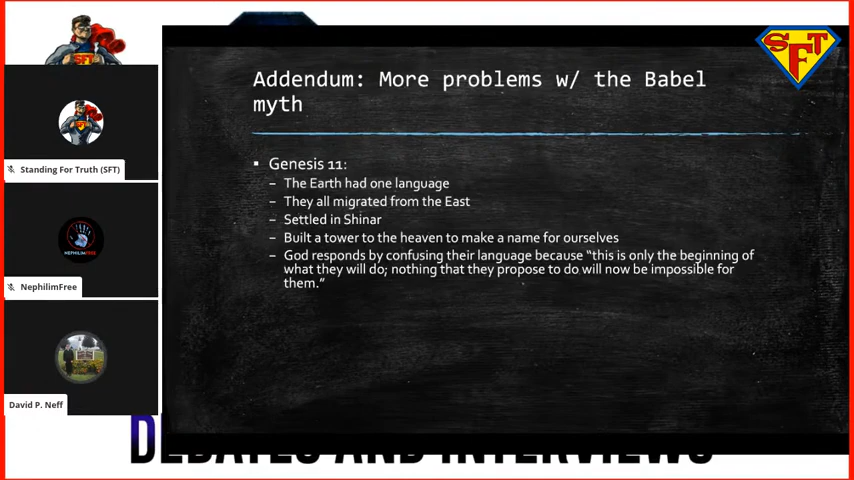 SFT
Standing For Truth (SFT)
NEPHILIMFREE
NephilimFree
David P. Neff
SFT
Addendum: More problems w/ the Babel
myth
▪ Genesis 11:
– The Earth had one language
– They all migrated from the East
– Settled in Shinar
– Built a tower to the heaven to make a name for ourselves
– God responds by confusing their language because “this is only the beginning of
what they will do; nothing that they propose to do will now be impossible for
them.”
DEBATES AND INTERVIEWS